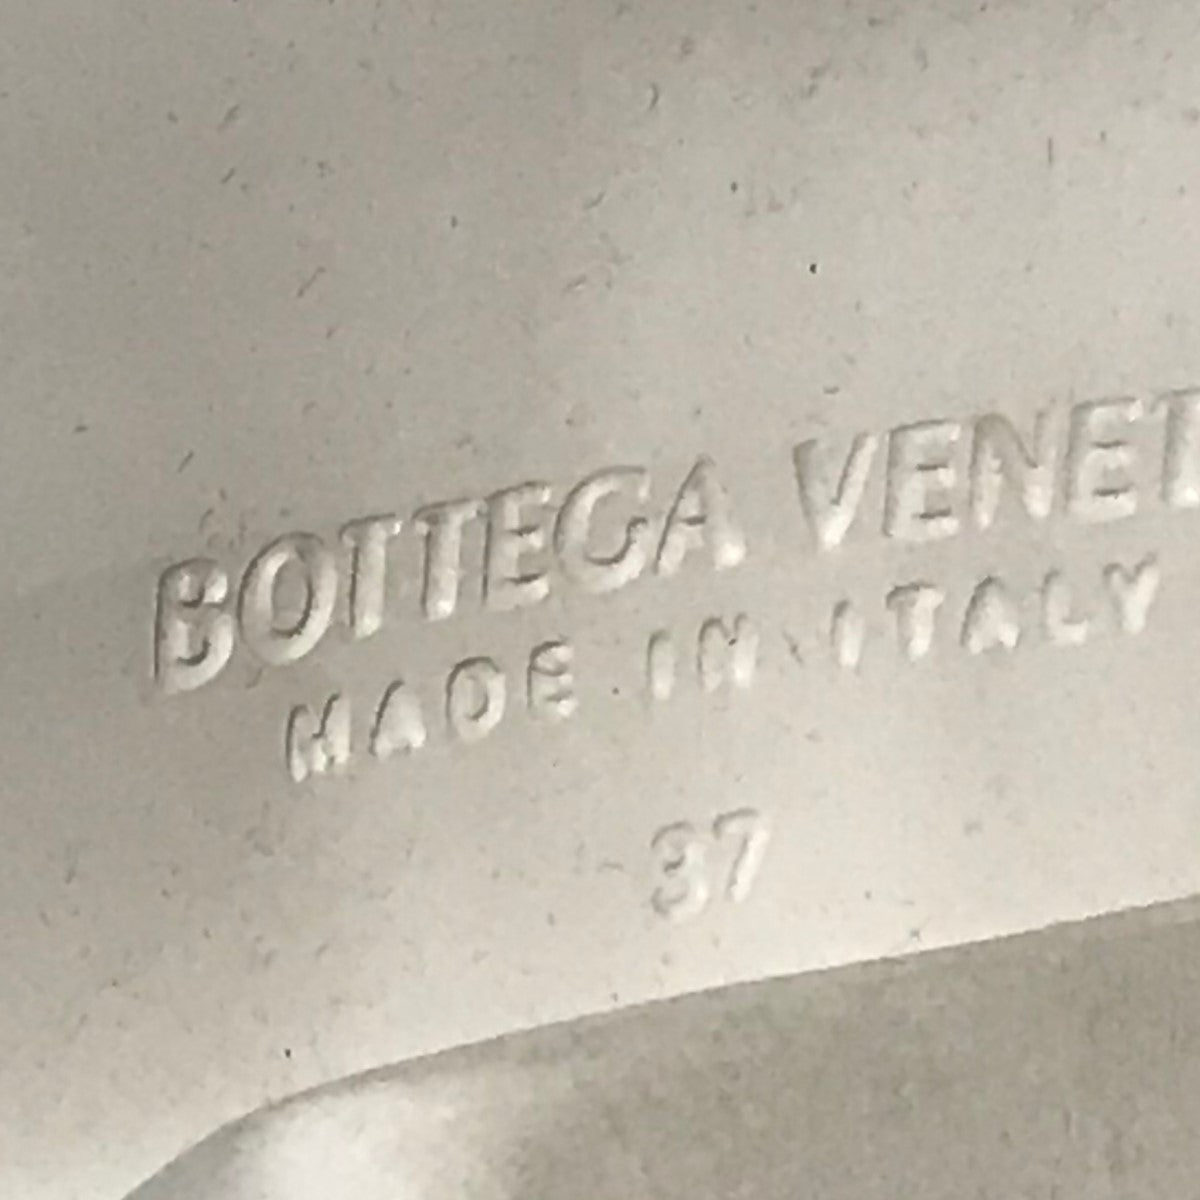 BOTTEGA VENET
MADE IN ITALY
37